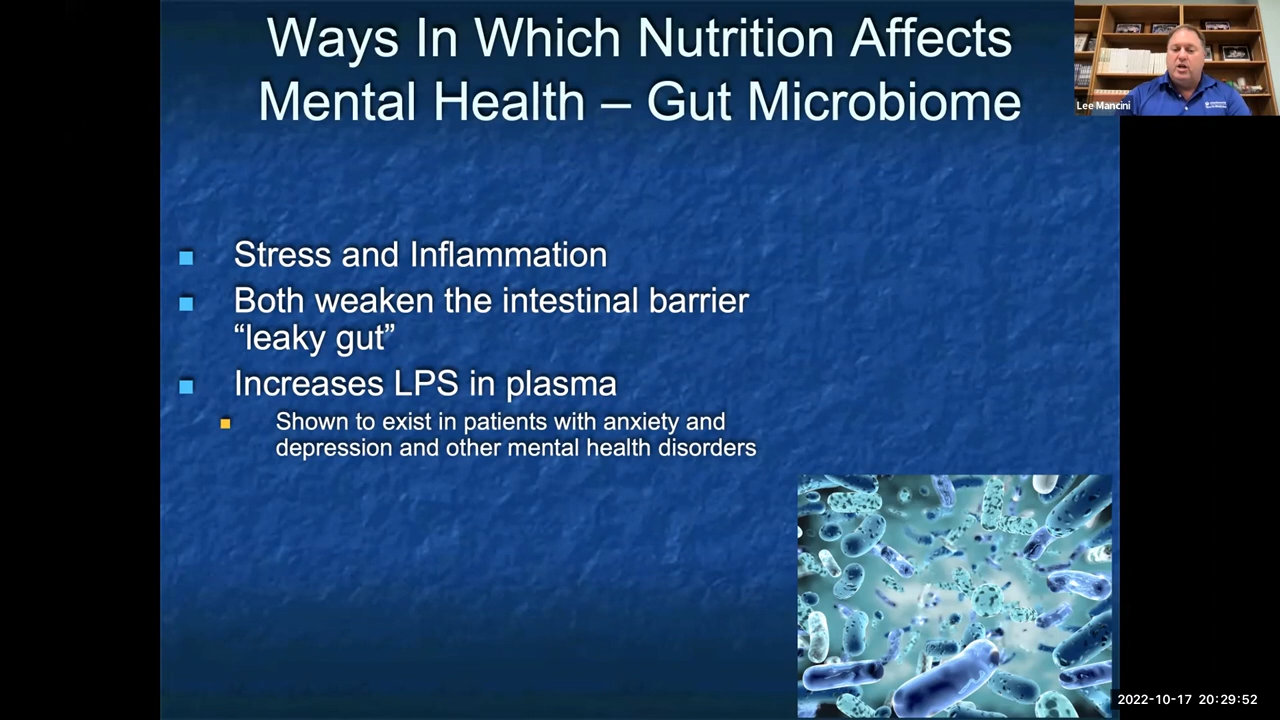 Ways In Which Nutrition Affects
Mental Health – Gut Microbiome
Lee Mancini
Stress and Inflammation
Both weaken the intestinal barrier
“leaky gut”
Increases LPS in plasma
Shown to exist in patients with anxiety and
depression and other mental health disorders
2022-10-17 20:29:52